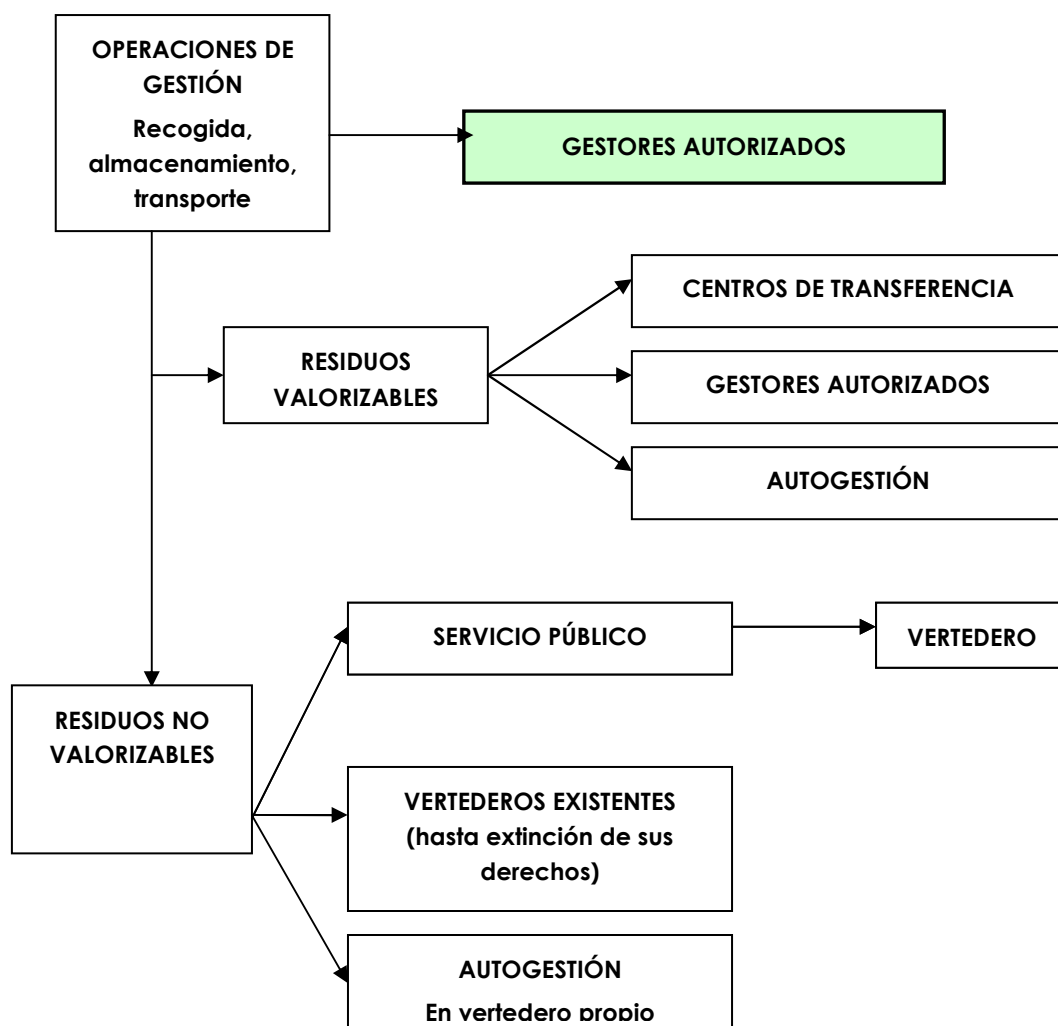 OPERACIONES DE
GESTIÓN
Recogida,
almacenamiento,
transporte
GESTORES AUTORIZADOS
CENTROS DE TRANSFERENCIA
RESIDUOS
VALORIZABLES
GESTORES AUTORIZADOS
AUTOGESTIÓN
SERVICIO PÚBLICO
VERTEDERO
RESIDUOS NO
VALORIZABLES
VERTEDEROS EXISTENTES
(hasta extinción de sus
derechos)
AUTOGESTIÓN
En vertedero propio